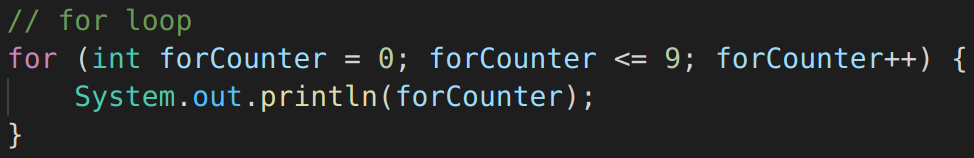 // for loop
for (int forCounter = 0; forCounter <= 9; forCounter++) {
    System.out.println(forCounter);
}